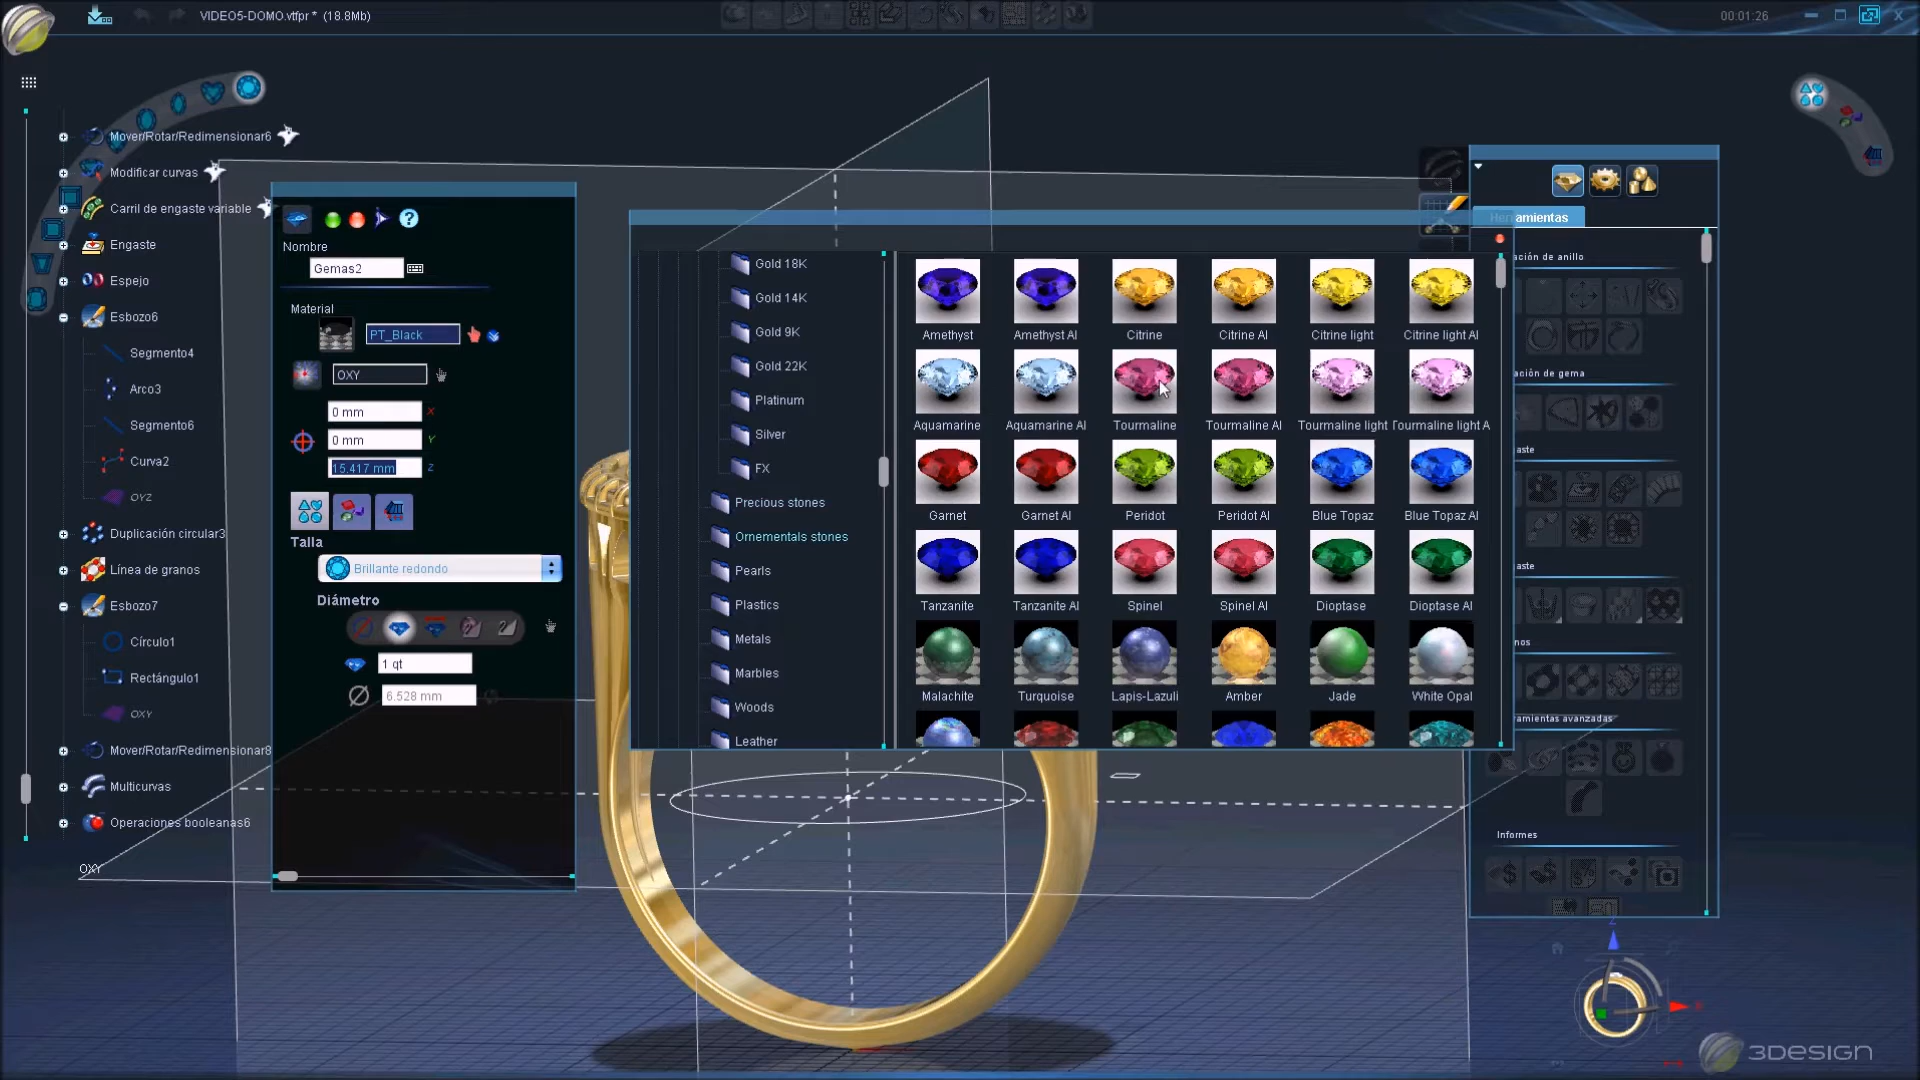 VIDEO5-DOMO.vtfpr * (18.8Mb)
00:01:26
Mover/Rotar/Redimensionar6
Modificar curvas
Carril de engaste variable
Engaste
Espejo
Esbozo6
Segmento4
Arco3
Segmento6
Curva2
OYZ
Duplicación circular3
Línea de granos
Esbozo7
Círculo1
Rectángulo1
OXY
Mover/Rotar/Redimensionar8
Multicurvas
Operaciones booleanas6
OXY
Nombre
Gemas2
Material
PT_Black
OXY
0 mm X
0 mm Y
15.417 mm Z
Talla
Brillante redondo
Diámetro
1 qt
6.528 mm
Gold 18K
Gold 14K
Gold 9K
Gold 22K
Platinum
Silver
FX
Precious stones
Ornementals stones
Pearls
Plastics
Metals
Marbles
Woods
Leather
Amethyst Amethyst AI Citrine Citrine AI Citrine light Citrine light AI
Aquamarine Aquamarine AI Tourmaline Tourmaline AI Tourmaline light Tourmaline light A
Garnet Garnet AI Peridot Peridot AI Blue Topaz Blue Topaz AI
Tanzanite Tanzanite AI Spinel Spinel AI Dioptase Dioptase AI
Malachite Turquoise Lapis-Lazuli Amber Jade White Opal
Herramientas
ación de anillo
ación de gema
aste
aste
nos
ramientas avanzadas
Informes
Z
3DESIGN